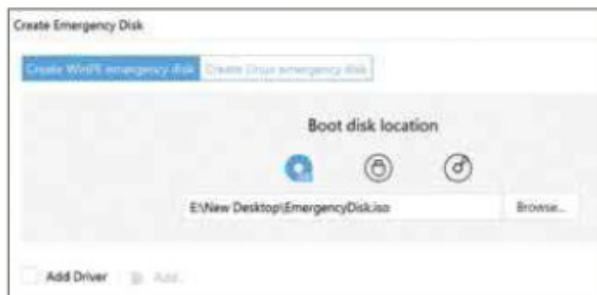 Create Emergency Disk
Create WinPE emergency disk Create Linux emergency disk
Boot disk location
E:\New Desktop\EmergencyDisk.iso Browse...
Add Driver Add...